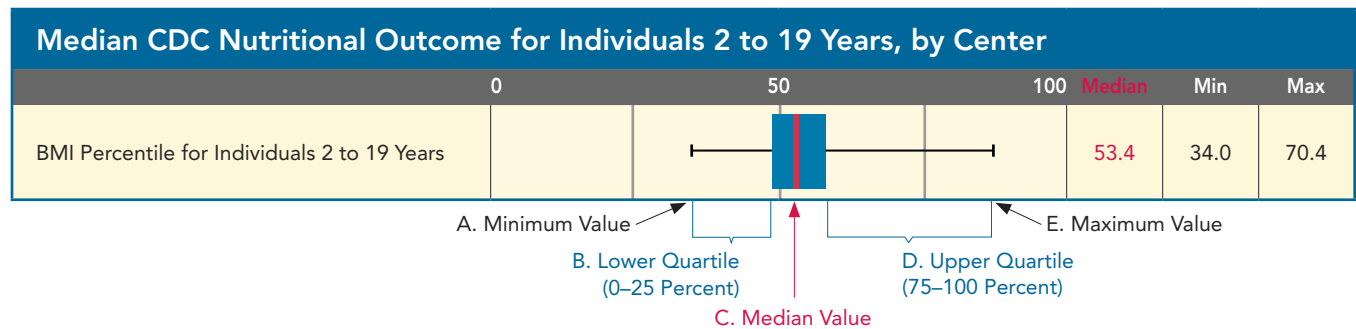 Median CDC Nutritional Outcome for Individuals 2 to 19 Years, by Center
0 50 100 Median Min Max
BMI Percentile for Individuals 2 to 19 Years 53.4 34.0 70.4
A. Minimum Value E. Maximum Value
B. Lower Quartile D. Upper Quartile
(0–25 Percent) (75–100 Percent)
C. Median Value